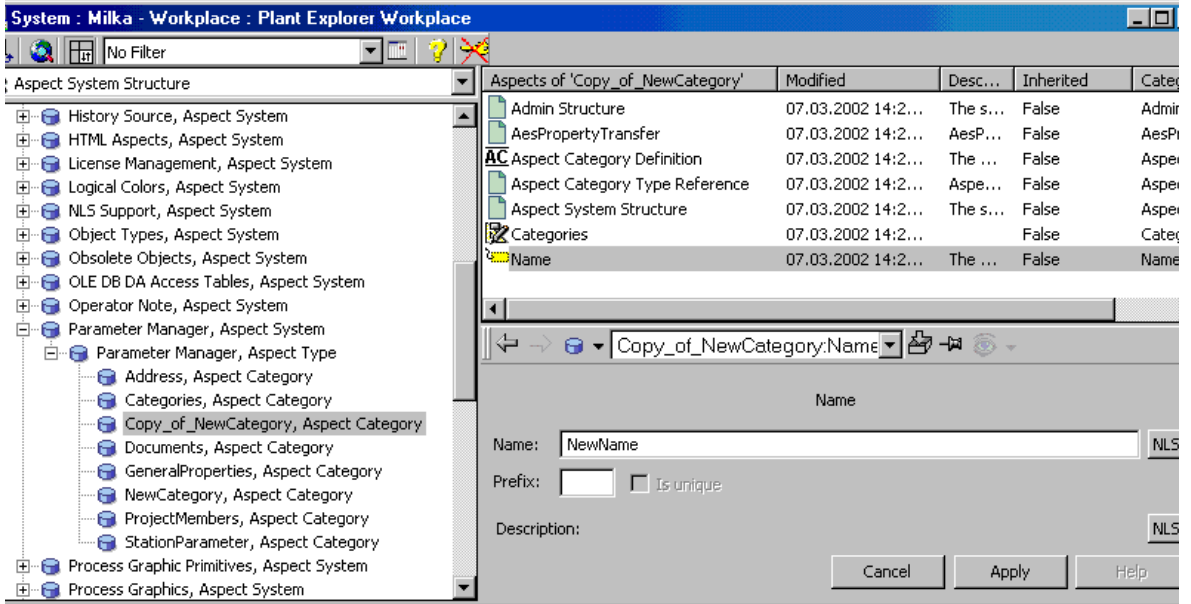 System : Milka - Workplace : Plant Explorer Workplace
No Filter
Aspect System Structure
History Source, Aspect System
HTML Aspects, Aspect System
License Management, Aspect System
Logical Colors, Aspect System
NLS Support, Aspect System
Object Types, Aspect System
Obsolete Objects, Aspect System
OLE DB DA Access Tables, Aspect System
Operator Note, Aspect System
Parameter Manager, Aspect System
Parameter Manager, Aspect Type
Address, Aspect Category
Categories, Aspect Category
Copy_of_NewCategory, Aspect Category
Documents, Aspect Category
GeneralProperties, Aspect Category
NewCategory, Aspect Category
ProjectMembers, Aspect Category
StationParameter, Aspect Category
Process Graphic Primitives, Aspect System
Process Graphics, Aspect System
Aspects of 'Copy_of_NewCategory' Modified Desc... Inherited Categ
Admin Structure 07.03.2002 14:2... The s... False Admin
AesPropertyTransfer 07.03.2002 14:2... AesP... False AesPr
AC Aspect Category Definition 07.03.2002 14:2... The ... False Aspec
Aspect Category Type Reference 07.03.2002 14:2... Aspe... False Aspec
Aspect System Structure 07.03.2002 14:2... The s... False Aspec
Categories 07.03.2002 14:2... False Categ
Name 07.03.2002 14:2... The ... False Name
Copy_of_NewCategory:Name
Name
Name: NewName NLS
Prefix: Is unique
Description: NLS
Cancel Apply Help